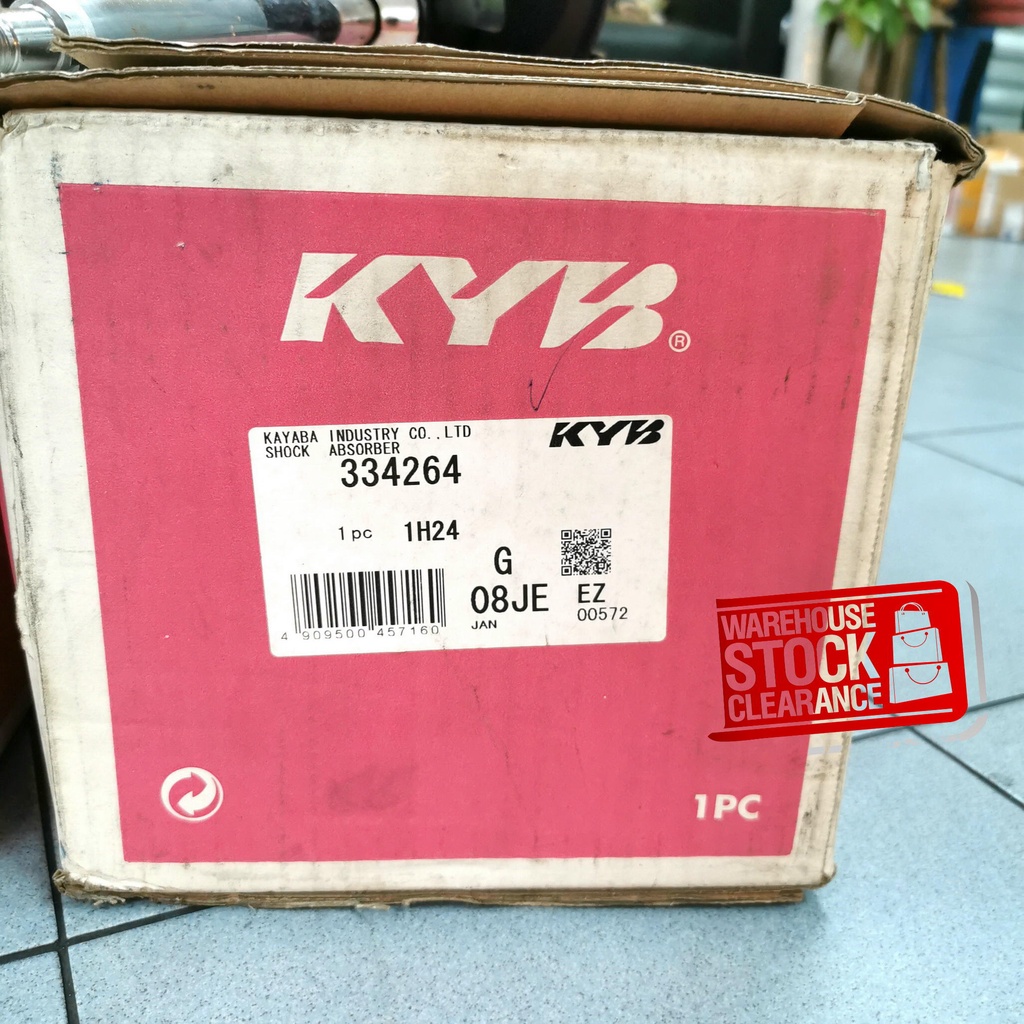 KYB®
KAYABA INDUSTRY CO.,LTD
KYB
SHOCK ABSORBER
334264
1pc 1H24
G
08JE EZ
4 909500 457160 JAN 00572
WAREHOUSE
STOCK
CLEARANCE
1PC